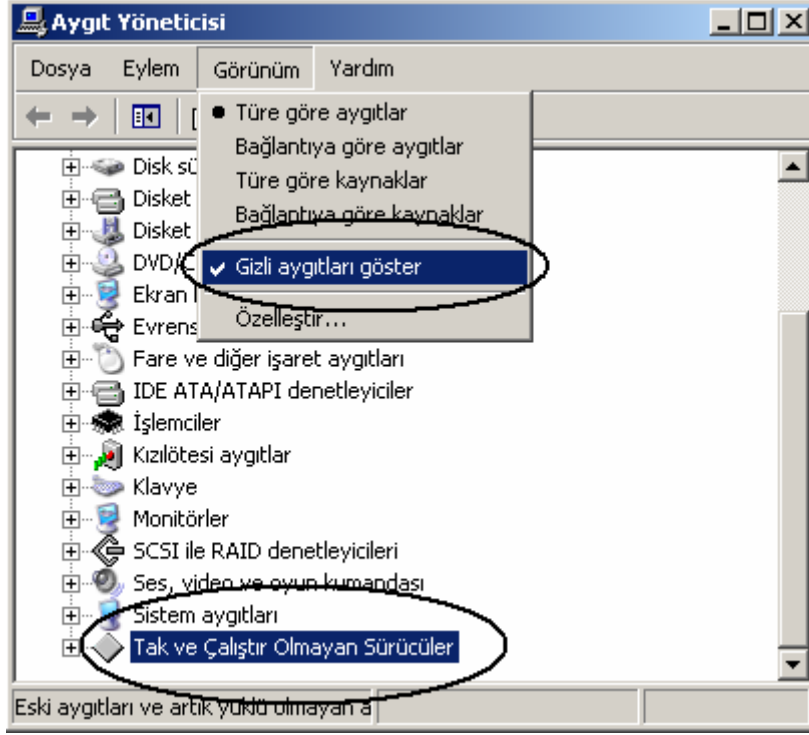 Aygıt Yöneticisi
Dosya Eylem Görünüm Yardım
Türe göre aygıtlar
Bağlantıya göre aygıtlar
Türe göre kaynaklar
Bağlantıya göre kaynaklar
Gizli aygıtları göster
Özelleştir...
Disk
Disket
Disket
Ekran
Fare ve diğer işaret aygıtları
IDE ATA/ATAPI denetleyiciler
İşlemciler
Kızılötesi aygıtlar
Klavye
Monitörler
SCSI ile RAID denetleyicileri
Ses, video ve oyun kumandası
Sistem aygıtları
Tak ve Çalıştır Olmayan Sürücüler
Eski aygıtları ve artık yüklü olmayan a